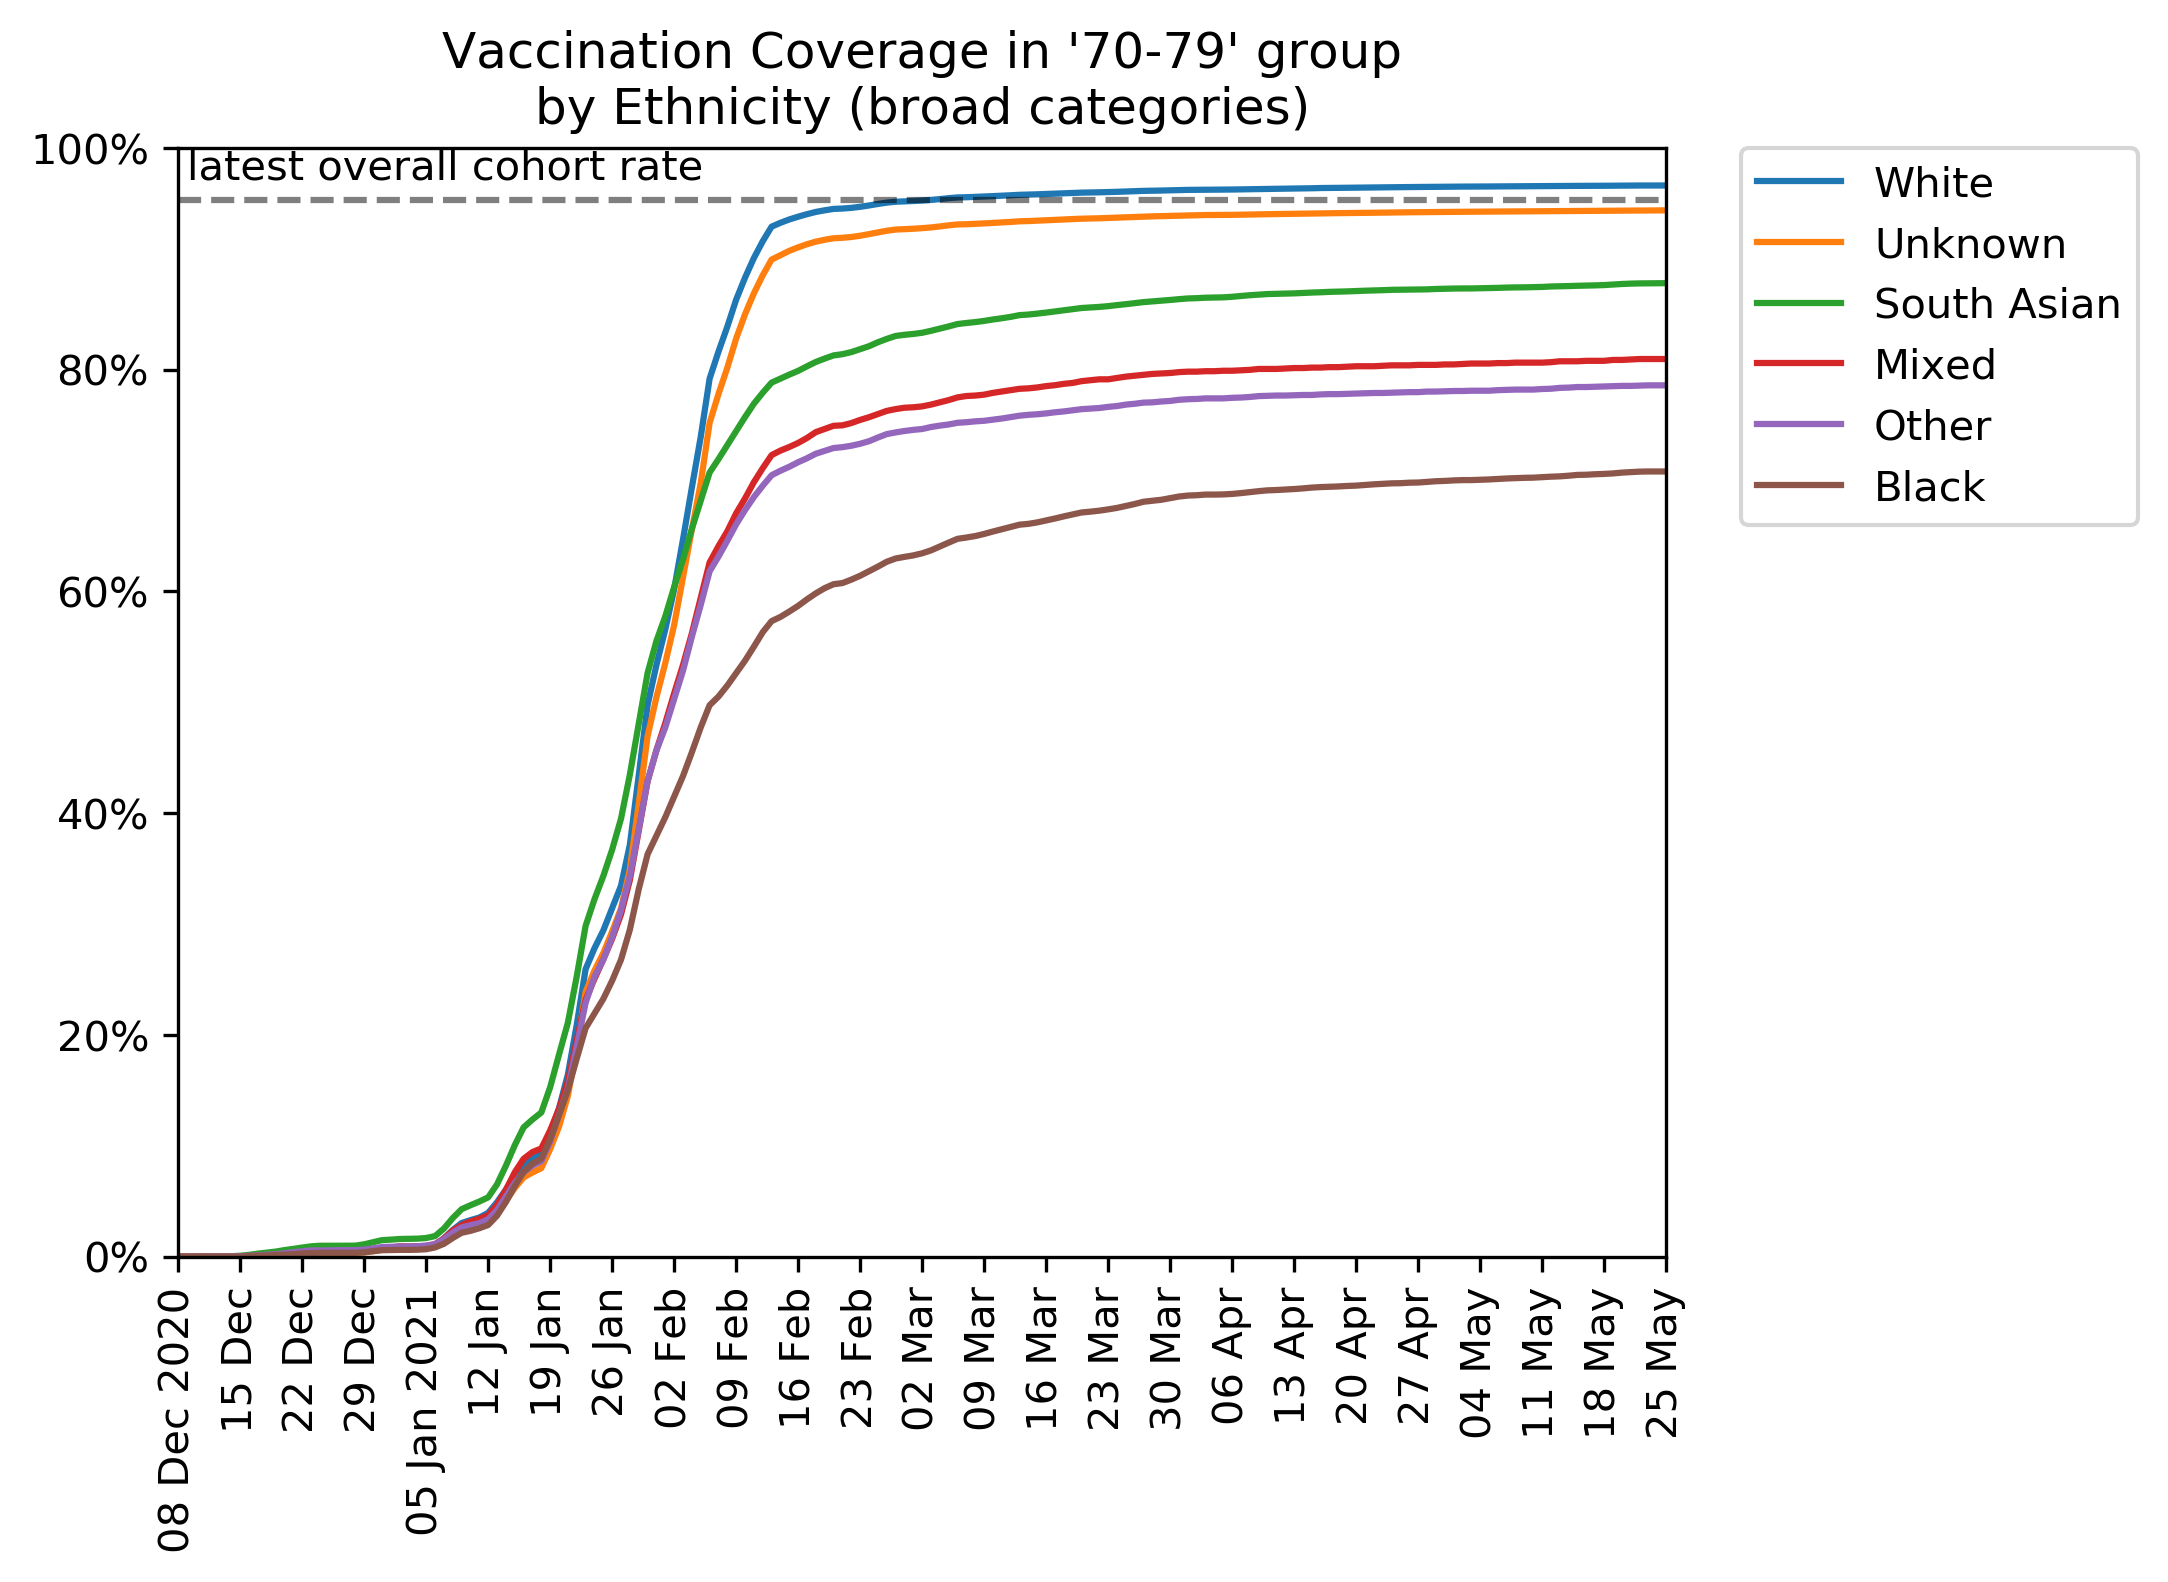 Vaccination Coverage in '70-79' group
by Ethnicity (broad categories)
100%
80%
60%
40%
20%
0%
latest overall cohort rate
08 Dec 2020
15 Dec
22 Dec
29 Dec
05 Jan 2021
12 Jan
19 Jan
26 Jan
02 Feb
09 Feb
16 Feb
23 Feb
02 Mar
09 Mar
16 Mar
23 Mar
30 Mar
06 Apr
13 Apr
20 Apr
27 Apr
04 May
11 May
18 May
25 May
White
Unknown
South Asian
Mixed
Other
Black